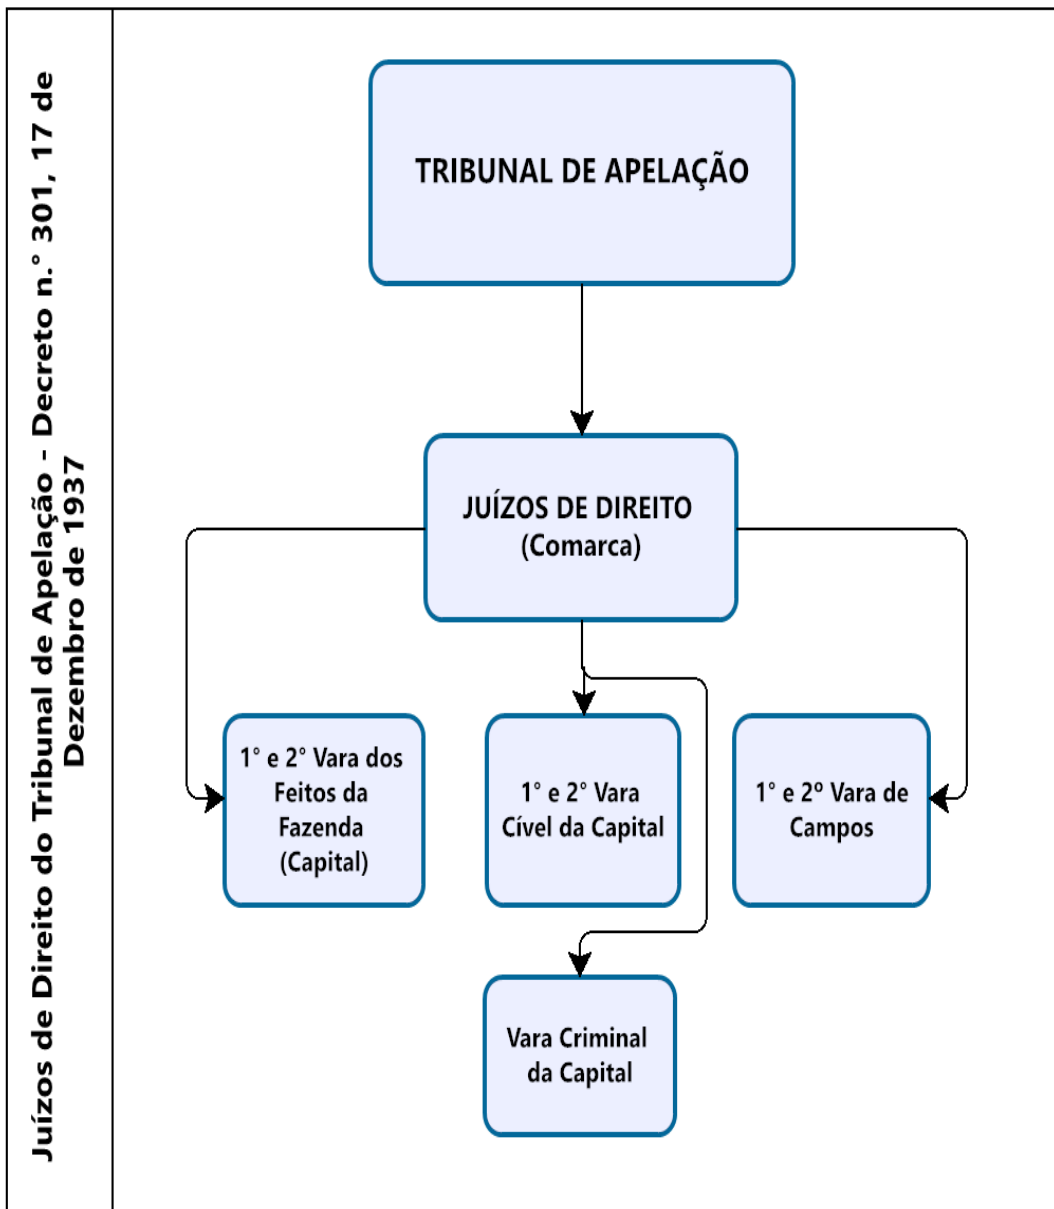 Juízos de Direito do Tribunal de Apelação - Decreto n.° 301, 17 de
Dezembro de 1937
TRIBUNAL DE APELAÇÃO
JUÍZOS DE DIREITO
(Comarca)
1° e 2° Vara dos
Feitos da
Fazenda
(Capital)
1° e 2° Vara
Cível da Capital
1° e 2º Vara de
Campos
Vara Criminal
da Capital